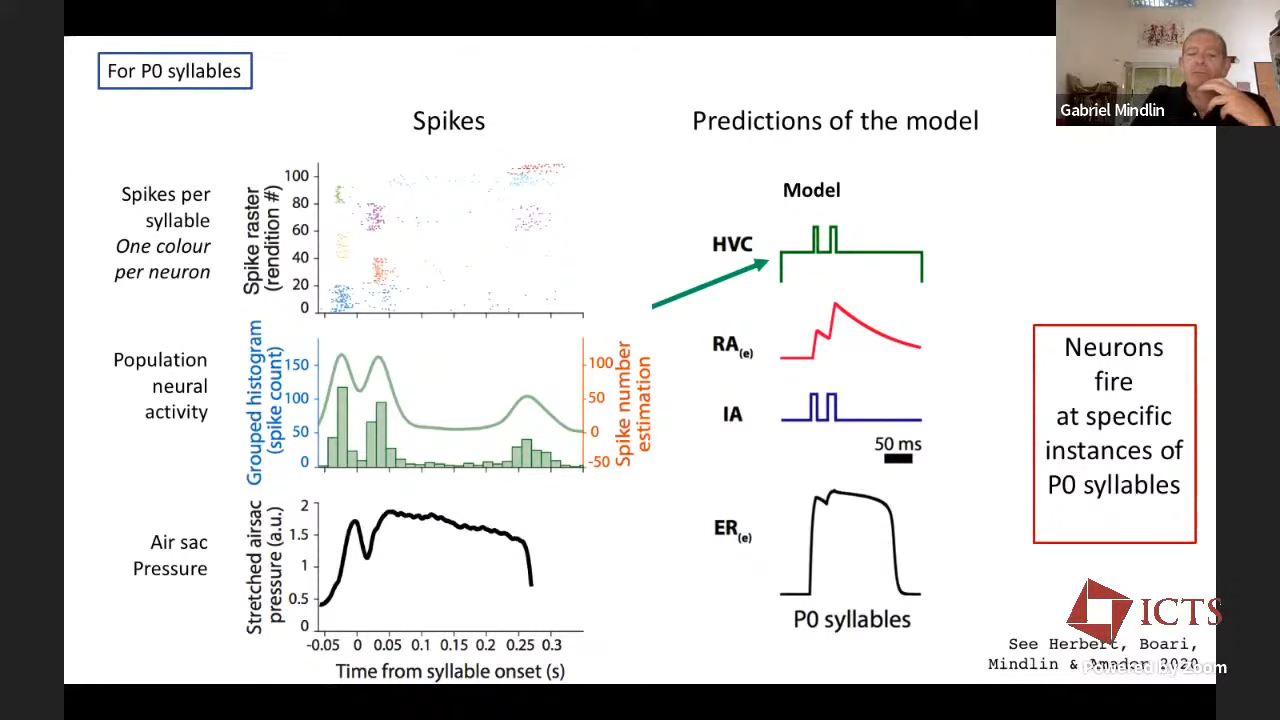 For P0 syllables
Gabriel Mindlin
Spikes
Predictions of the model
Spikes per
syllable
One colour
per neuron
Spike raster
(rendition #)
100
80
60
40
20
0
Model
HVC
RA(e)
IA
50 ms
ER(e)
P0 syllables
Population
neural
activity
Grouped histogram
(spike count)
150
100
50
0
100
50
0
-50
Spike number
estimation
Air sac
Pressure
Stretched airsac
pressure (a.u.)
2
1.5
1
0.5
0
-0.05 0 0.05 0.1 0.15 0.2 0.25 0.3
Time from syllable onset (s)
Neurons
fire
at specific
instances of
P0 syllables
ICTS
See Herbert, Boari,
Mindlin & Amador 2020
Powered by Zoom